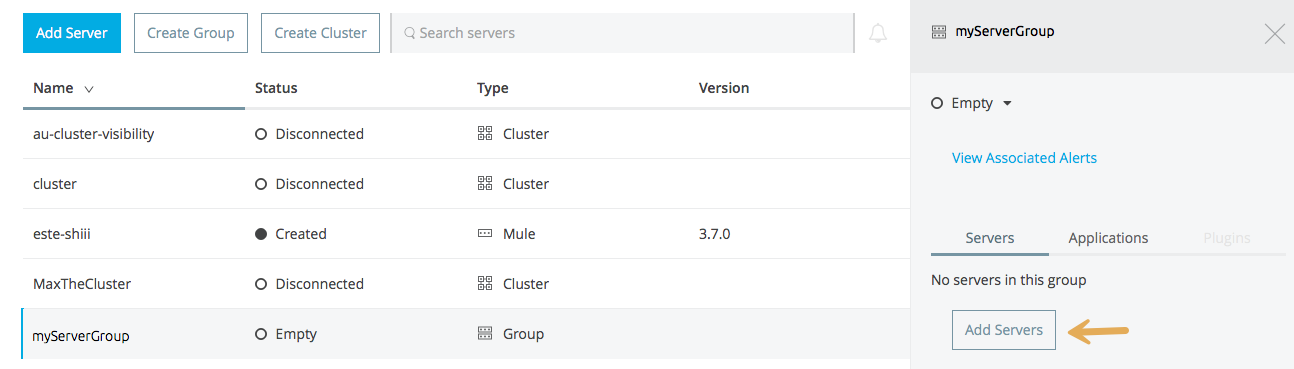 Add Server Create Group Create Cluster Search servers
Name Status Type Version
au-cluster-visibility Disconnected Cluster
cluster Disconnected Cluster
este-shiii Created Mule 3.7.0
MaxTheCluster Disconnected Cluster
myServerGroup Empty Group
myServerGroup
Empty
View Associated Alerts
Servers Applications Plugins
No servers in this group
Add Servers